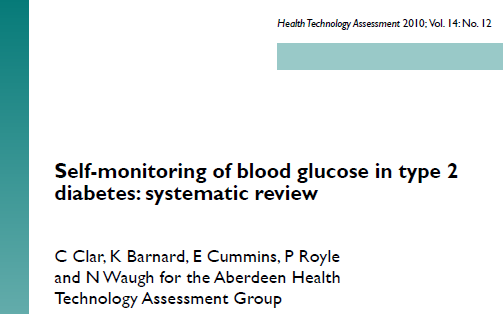 Health Technology Assessment 2010; Vol. 14: No. 12
Self-monitoring of blood glucose in type 2
diabetes: systematic review
C Clar, K Barnard, E Cummins, P Royle
and N Waugh for the Aberdeen Health
Technology Assessment Group